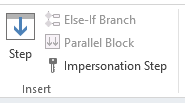 Else-If Branch
Parallel Block
Step
Impersonation Step
Insert